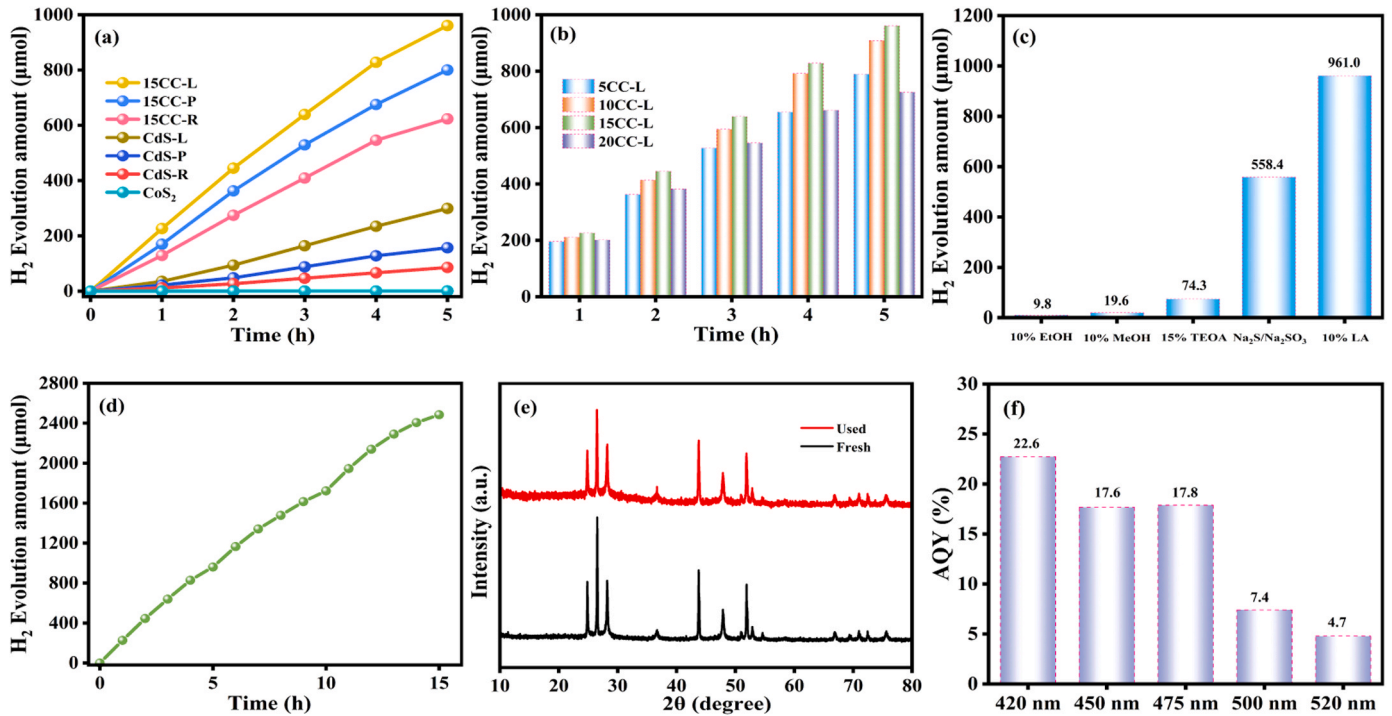 (a)
H₂ Evolution amount (μmol)
1000
800
600
400
200
0
15CC-L
15CC-P
15CC-R
CdS-L
CdS-P
CdS-R
CoS₂
0 1 2 3 4 5
Time (h)
(b)
H₂ Evolution amount (μmol)
1000
800
600
400
200
0
5CC-L
10CC-L
15CC-L
20CC-L
1 2 3 4 5
Time (h)
(c)
H₂ Evolution amount (μmol)
1200
1000
800
600
400
200
0
9.8
19.6
74.3
558.4
961.0
10% EtOH 10% MeOH 15% TEOA Na₂S/Na₂SO₃ 10% LA
(d)
H₂ Evolution amount (μmol)
2800
2400
2000
1600
1200
800
400
0
0 5 10 15
Time (h)
(e)
Intensity (a.u.)
Used
Fresh
10 20 30 40 50 60 70 80
2θ (degree)
(f)
AQY (%)
30
25
20
15
10
5
0
22.6
17.6
17.8
7.4
4.7
420 nm 450 nm 475 nm 500 nm 520 nm